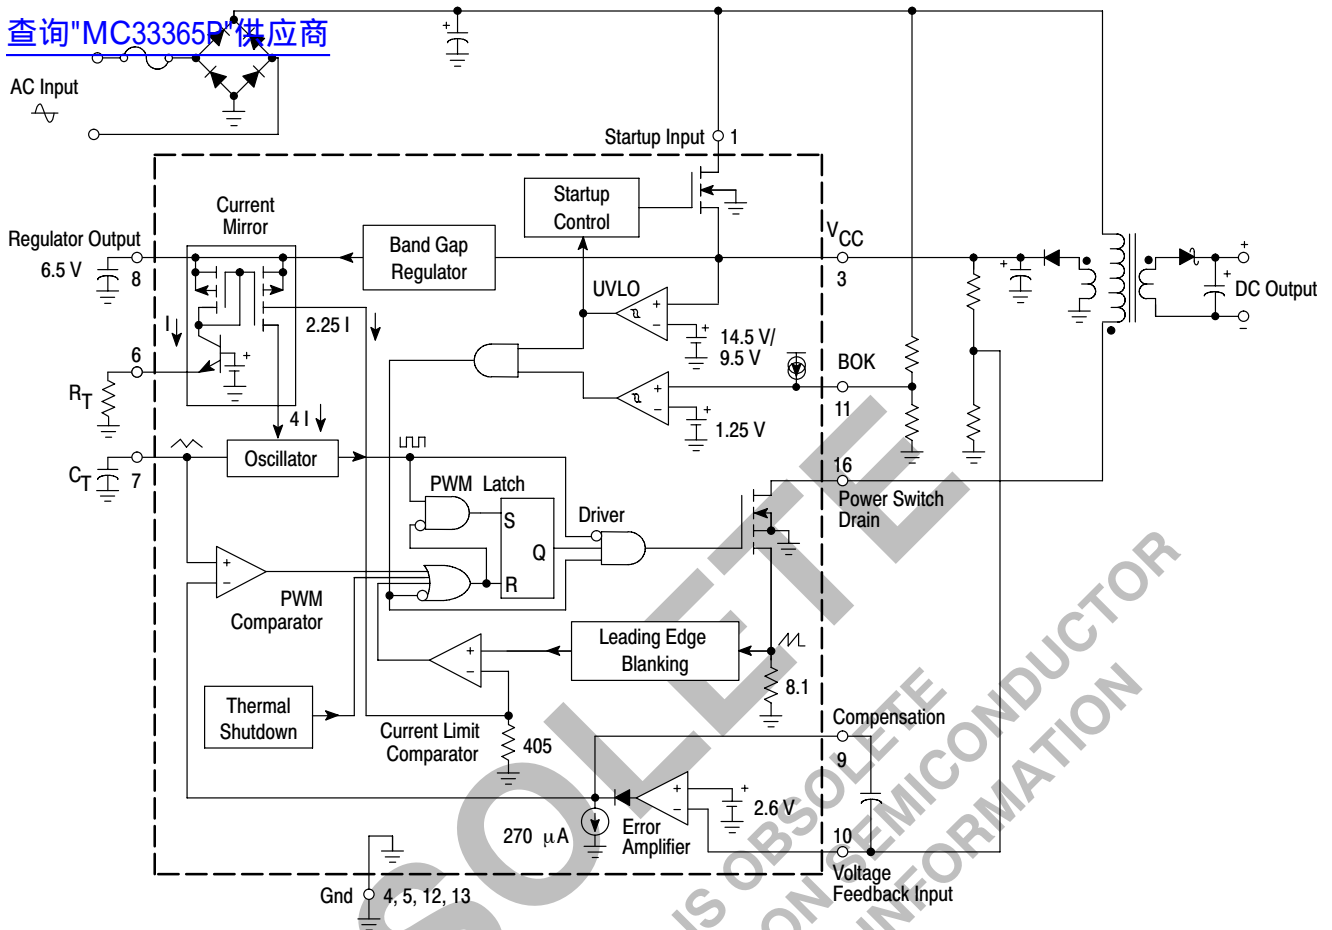 查询"MC33365P"供应商
AC Input
Startup Input
1
Startup
Control
Current
Mirror
Regulator Output
6.5 V
8
Band Gap
Regulator
VCC
3
UVLO
DC Output
+
+
−
I
2.25 I
14.5 V/
9.5 V
6
RT
BOK
11
1.25 V
4 I
CT
7
Oscillator
16
Power Switch
Drain
PWM Latch
S
Q
R
Driver
PWM
Comparator
Leading Edge
Blanking
8.1
Thermal
Shutdown
Current Limit
Comparator
405
Compensation
9
270 μA
Error
Amplifier
2.6 V
10
Voltage
Feedback Input
Gnd
4, 5, 12, 13
SOLETE
IS OBSOLETE
ON SEMICONDUCTOR
INFORMATION